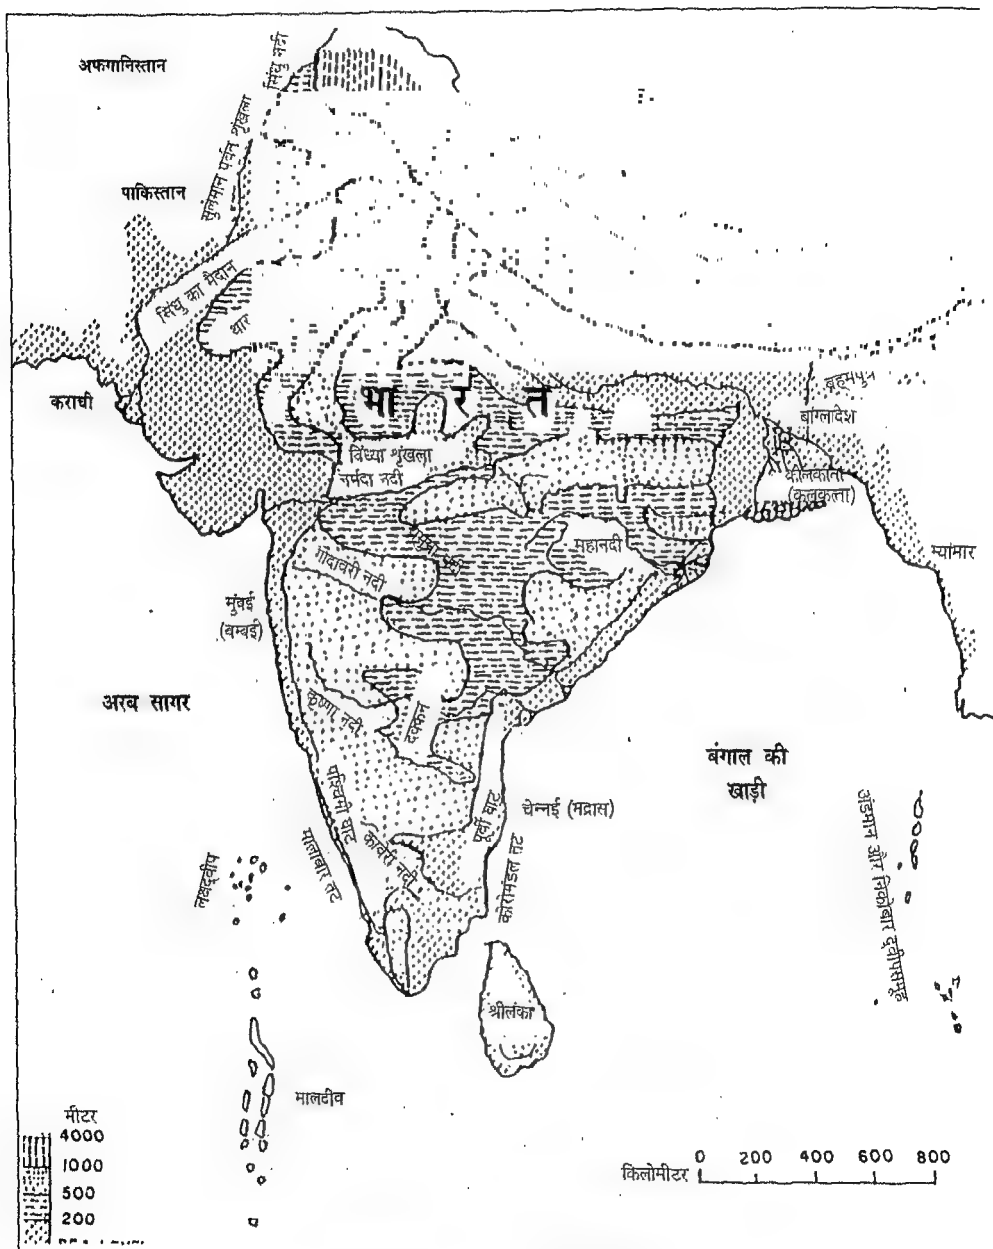 अफगानिस्तान
सिंधु नदी
सुलेमान पर्वत शृंखला
पाकिस्तान
सिंधु का मैदान
थार
कराची
भारत
ब्रह्मपुत्र
बांग्लादेश
विंध्या शृंखला
नर्मदा नदी
कोलकाता
(कलकत्ता)
म्यांमार
महानदी
गोदावरी नदी
मुंबई
(बम्बई)
अरब सागर
कृष्णा नदी
दक्कन
बंगाल की
खाड़ी
पश्चिमी घाट
पूर्वी घाट
चेन्नई (मद्रास)
मालाबार तट
कावेरी नदी
कोरोमंडल तट
लक्षद्वीप
अंडमान और निकोबार द्वीपसमूह
श्रीलंका
मालदीव
मीटर
4000
1000
500
200
किलोमीटर 0 200 400 600 800